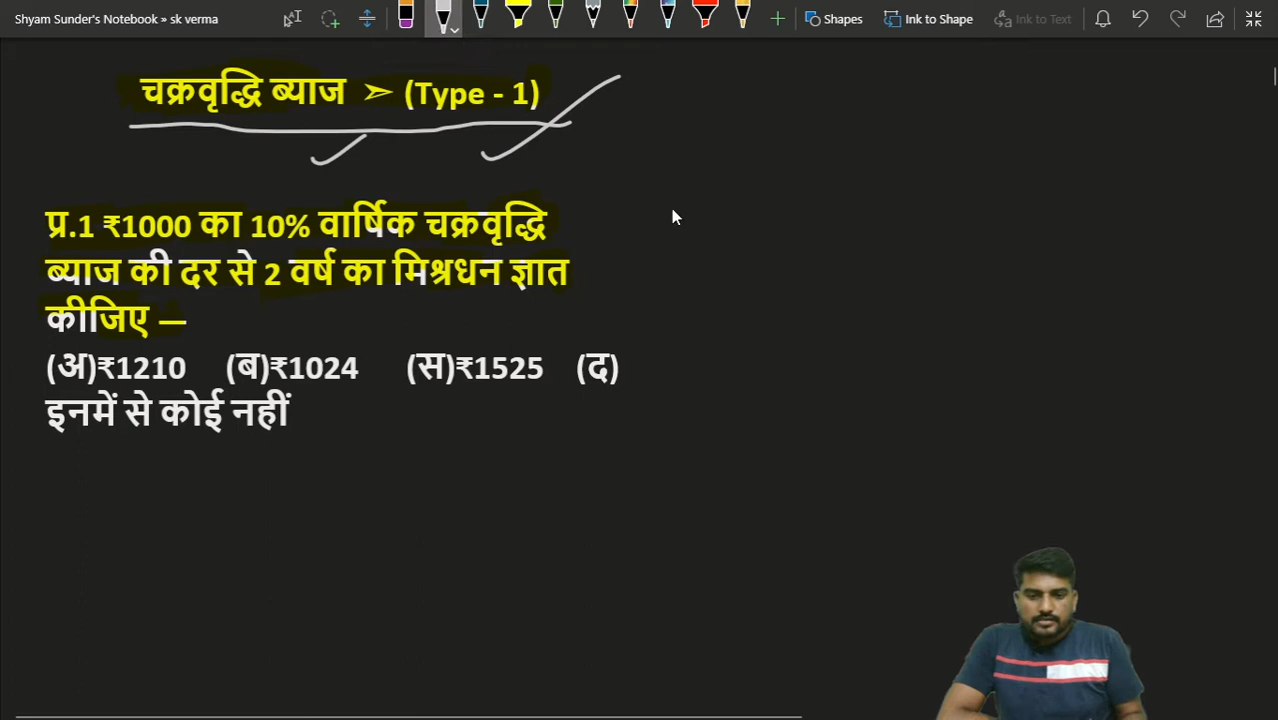 Shyam Sunder's Notebook » sk verma
Shapes
Ink to Shape
Ink to Text
चक्रवृद्धि ब्याज ➢ (Type - 1)
प्र.1 ₹1000 का 10% वार्षिक चक्रवृद्धि
ब्याज की दर से 2 वर्ष का मिश्रधन ज्ञात
कीजिए —
(अ)₹1210 (ब)₹1024 (स)₹1525 (द)
इनमें से कोई नहीं